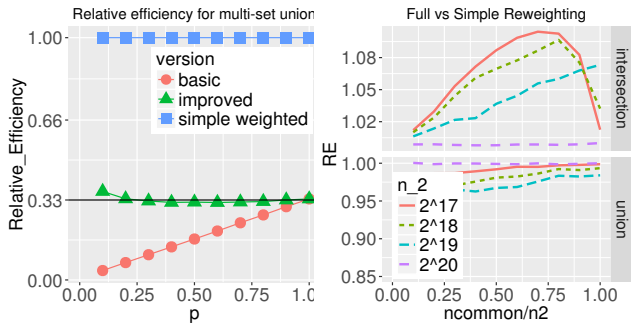 Relative efficiency for multi-set union
Relative_Efficiency
1.00
0.66
0.33
0.00
version
basic
improved
simple weighted
0.00
0.25
0.50
0.75
1.00
p
Full vs Simple Reweighting
RE
1.08
1.05
1.02
intersection
1.00
0.95
0.90
0.85
union
n_2
2^17
2^18
2^19
2^20
0.00
0.25
0.50
0.75
1.00
ncommon/n2